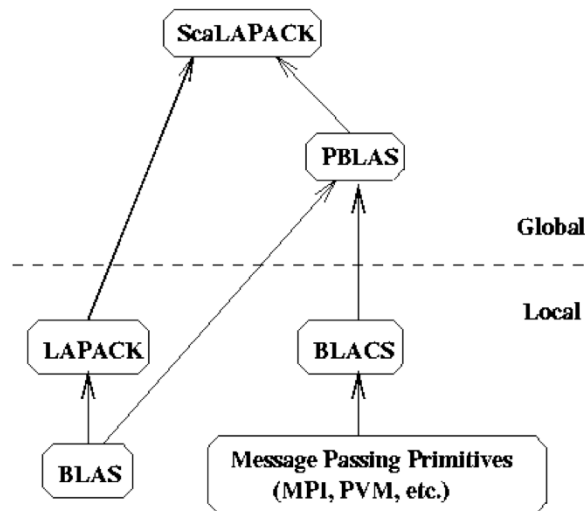 ScaLAPACK
PBLAS
Global
Local
LAPACK
BLACS
BLAS
Message Passing Primitives
(MPI, PVM, etc.)